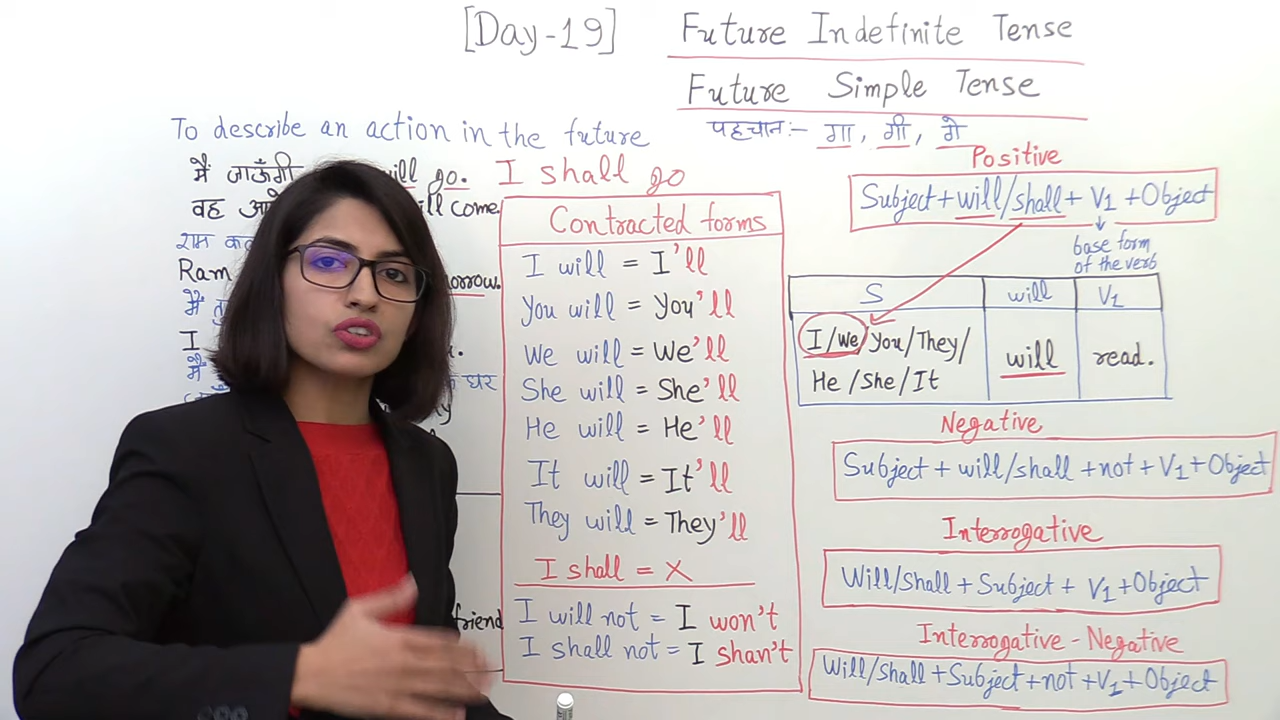 [Day-19]
Future Indefinite Tense
Future Simple Tense
To describe an action in the future
पहचान:- गा, गी, गे
मैं जाऊँगी
go.
I shall go
वह
come.
राम
Ram
मैं
I
मैं
घर
Contracted forms
I will = I'll
You will = You'll
We will = We'll
She will = She'll
He will = He'll
It will = It'll
They will = They'll
I shall = X
I will not = I won't
I shall not = I shan't
friend
Positive
Subject + will/shall + V1 + Object
base form
of the verb
S will V1
I/We/You/They/
He/She/It
will read.
Negative
Subject + will/shall + not + V1 + Object
Interrogative
Will/Shall + Subject + V1 + Object
Interrogative - Negative
Will/Shall + Subject + not + V1 + Object